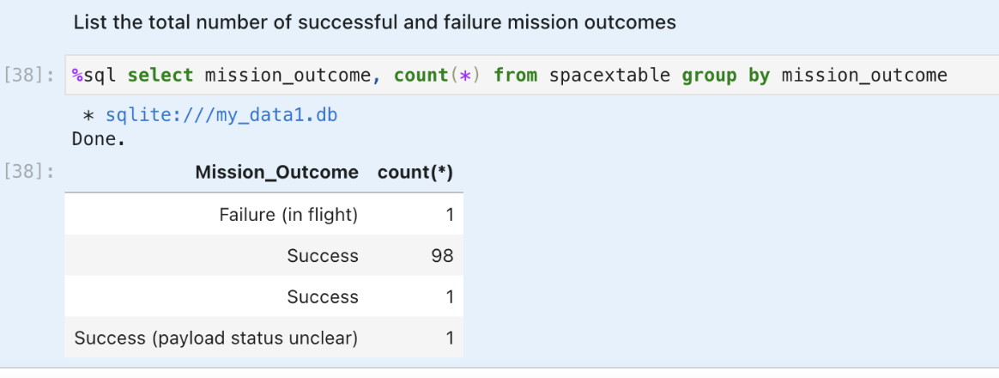 List the total number of successful and failure mission outcomes
[38]: %sql select mission_outcome, count(*) from spacextable group by mission_outcome
* sqlite:///my_data1.db
Done.
[38]: Mission_Outcome count(*)
Failure (in flight) 1
Success 98
Success 1
Success (payload status unclear) 1